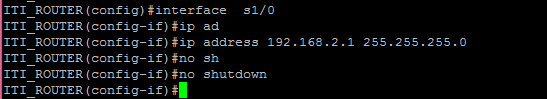 ITI_ROUTER(config)#interface  s1/0
ITI_ROUTER(config-if)#ip ad
ITI_ROUTER(config-if)#ip address 192.168.2.1 255.255.255.0
ITI_ROUTER(config-if)#no sh
ITI_ROUTER(config-if)#no shutdown
ITI_ROUTER(config-if)#